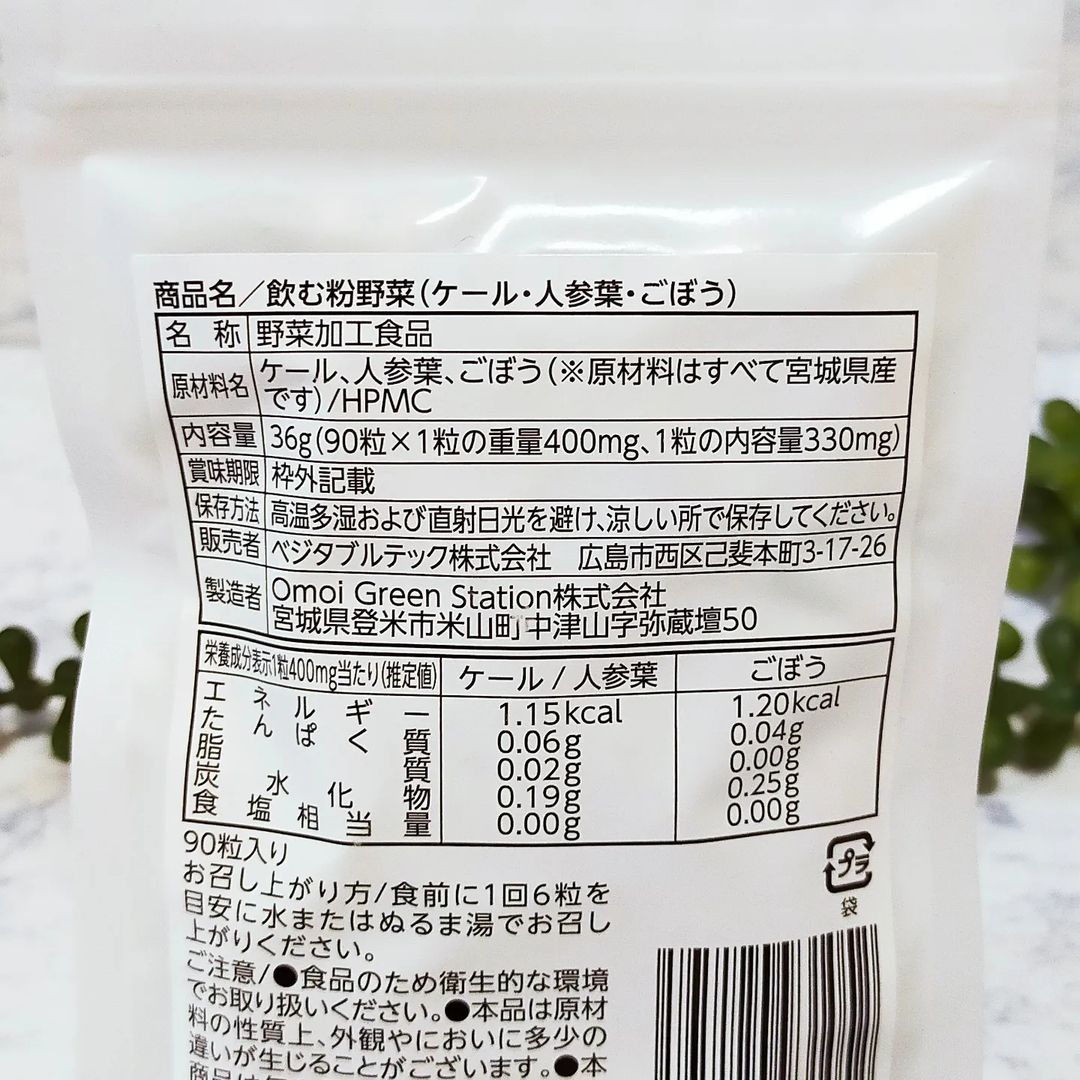 商品名／飲む粉野菜（ケール・人参葉・ごぼう）
名称 野菜加工食品
原材料名 ケール、人参葉、ごぼう（※原材料はすべて宮城県産
です）/HPMC
内容量 36g（90粒×1粒の重量400mg、1粒の内容量330mg）
賞味期限 枠外記載
保存方法 高温多湿および直射日光を避け、涼しい所で保存してください。
販売者 ベジタブルテック株式会社　広島市西区己斐本町3-17-26
製造者 Omoi Green Station株式会社
宮城県登米市米山町中津山字弥蔵壇50
栄養成分表示1粒400mg当たり（推定値） ケール / 人参葉 ごぼう
エネルギー 1.15kcal 1.20kcal
たんぱく質 0.06g 0.04g
脂質 0.02g 0.00g
炭水化物 0.19g 0.25g
食塩相当量 0.00g 0.00g
90粒入り
お召し上がり方/食前に1回6粒を
目安に水またはぬるま湯でお召し
上がりください。
ご注意/●食品のため衛生的な環境
でお取り扱いください。●本品は原材
料の性質上、外観やにおいに多少の
違いが生じることがございます。●本
商品は
プラ
袋